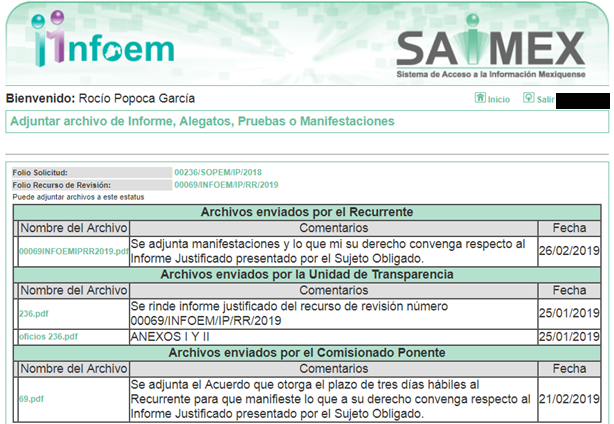 infoem
SAIMEX
Sistema de Acceso a la Información Mexiquense
Bienvenido: Rocío Popoca García
Inicio Salir
Adjuntar archivo de Informe, Alegatos, Pruebas o Manifestaciones
Folio Solicitud: 00236/SOPEM/IP/2018
Folio Recurso de Revisión: 00069/INFOEM/IP/RR/2019
Puede adjuntar archivos a este estatus
Archivos enviados por el Recurrente
Nombre del Archivo Comentarios Fecha
00069INFOEMIPRR2019.pdf Se adjunta manifestaciones y lo que mi su derecho convenga respecto al
Informe Justificado presentado por el Sujeto Obligado. 26/02/2019
Archivos enviados por la Unidad de Transparencia
Nombre del Archivo Comentarios Fecha
236.pdf Se rinde informe justificado del recurso de revisión número
00069/INFOEM/IP/RR/2019 25/01/2019
oficios 236.pdf ANEXOS I Y II 25/01/2019
Archivos enviados por el Comisionado Ponente
Nombre del Archivo Comentarios Fecha
Se adjunta el Acuerdo que otorga el plazo de tres días hábiles al
69.pdf Recurrente para que manifieste lo que a su derecho convenga respecto al 21/02/2019
Informe Justificado presentado por el Sujeto Obligado.